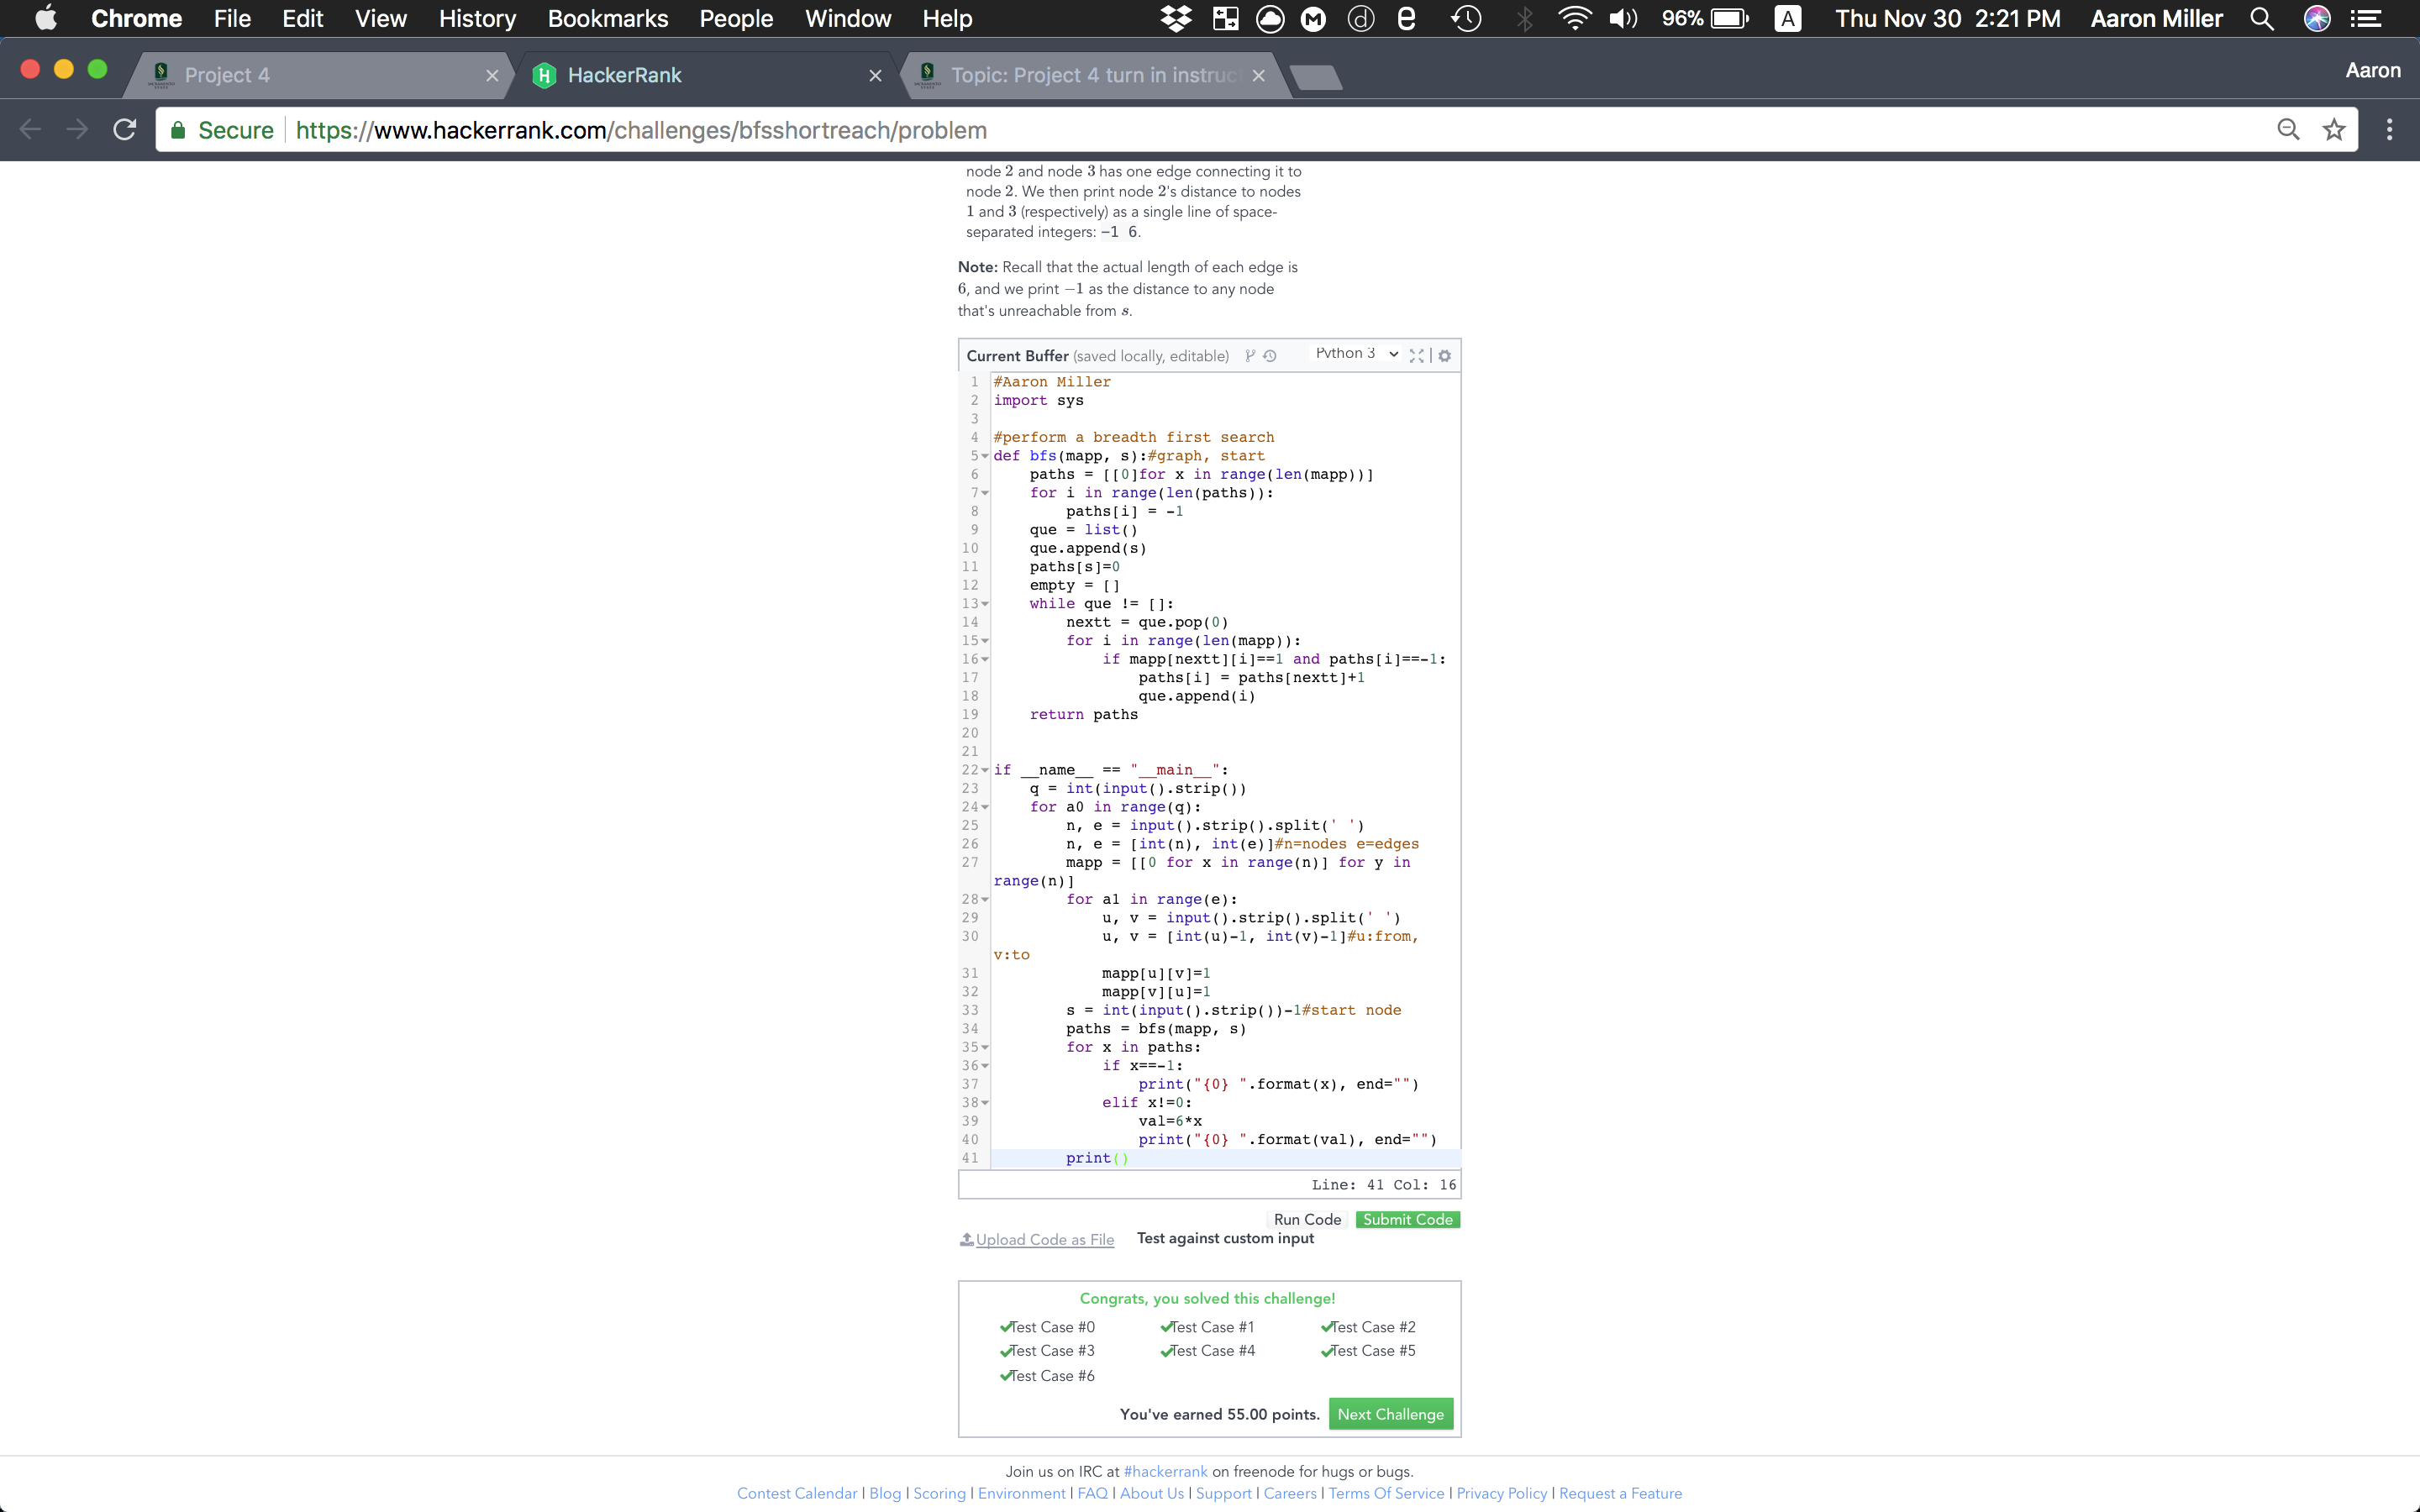 Chrome File Edit View History Bookmarks People Window Help 96% A Thu Nov 30 2:21 PM Aaron Miller
Project 4 HackerRank Topic: Project 4 turn in instruct Aaron
Secure https://www.hackerrank.com/challenges/bfsshortreach/problem
node 2 and node 3 has one edge connecting it to
node 2. We then print node 2's distance to nodes
1 and 3 (respectively) as a single line of space-
separated integers: −1 6.
Note: Recall that the actual length of each edge is
6, and we print −1 as the distance to any node
that's unreachable from s.
Current Buffer (saved locally, editable) Python 3
1 #Aaron Miller
2 import sys
3
4 #perform a breadth first search
5 def bfs(mapp, s):#graph, start
6     paths = [[0]for x in range(len(mapp))]
7     for i in range(len(paths)):
8         paths[i] = -1
9     que = list()
10     que.append(s)
11     paths[s]=0
12     empty = []
13     while que != []:
14         nextt = que.pop(0)
15         for i in range(len(mapp)):
16             if mapp[nextt][i]==1 and paths[i]==-1:
17                 paths[i] = paths[nextt]+1
18                 que.append(i)
19     return paths
20
21
22 if __name__ == "__main__":
23     q = int(input().strip())
24     for a0 in range(q):
25         n, e = input().strip().split(' ')
26         n, e = [int(n), int(e)]#n=nodes e=edges
27         mapp = [[0 for x in range(n)] for y in
range(n)]
28         for a1 in range(e):
29             u, v = input().strip().split(' ')
30             u, v = [int(u)-1, int(v)-1]#u:from,
v:to
31             mapp[u][v]=1
32             mapp[v][u]=1
33         s = int(input().strip())-1#start node
34         paths = bfs(mapp, s)
35         for x in paths:
36             if x==-1:
37                 print("{0} ".format(x), end="")
38             elif x!=0:
39                 val=6*x
40                 print("{0} ".format(val), end="")
41         print()
Line: 41 Col: 16
Run Code Submit Code
Upload Code as File Test against custom input
Congrats, you solved this challenge!
Test Case #0 Test Case #1 Test Case #2
Test Case #3 Test Case #4 Test Case #5
Test Case #6
You've earned 55.00 points. Next Challenge
Join us on IRC at #hackerrank on freenode for hugs or bugs.
Contest Calendar | Blog | Scoring | Environment | FAQ | About Us | Support | Careers | Terms Of Service | Privacy Policy | Request a Feature